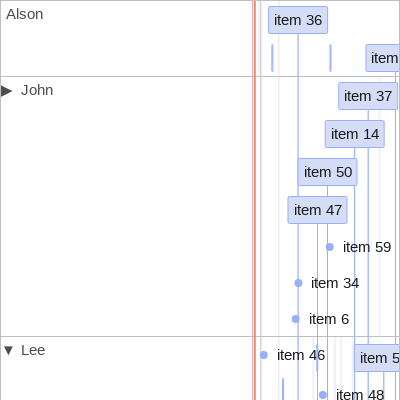 Alson
item 36
item
▶ John
item 37
item 14
item 50
item 47
item 59
item 34
item 6
▼ Lee
item 46
item 5
item 48